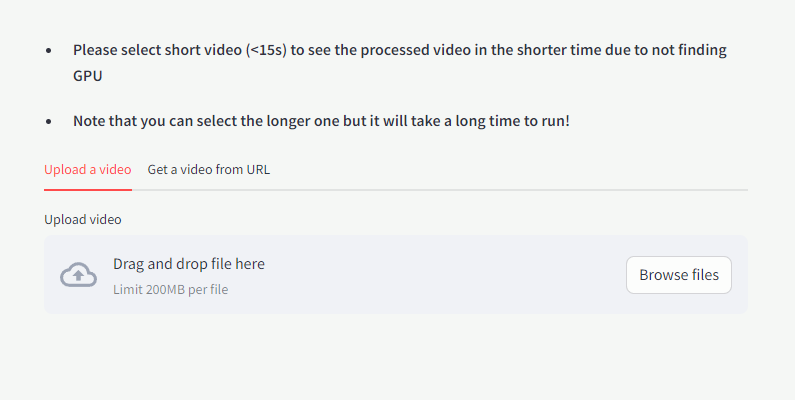 Please select short video (<15s) to see the processed video in the shorter time due to not finding
GPU
Note that you can select the longer one but it will take a long time to run!
Upload a video Get a video from URL
Upload video
Drag and drop file here
Limit 200MB per file
Browse files